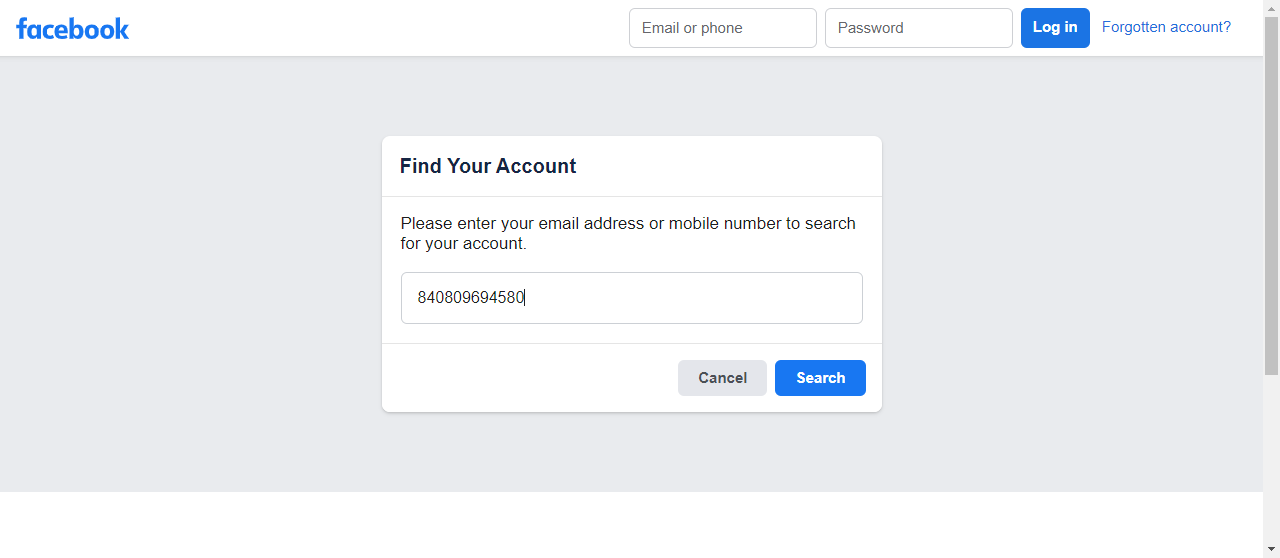 facebook
Email or phone
Password
Log in
Forgotten account?
Find Your Account
Please enter your email address or mobile number to search
for your account.
840809694580
Cancel
Search